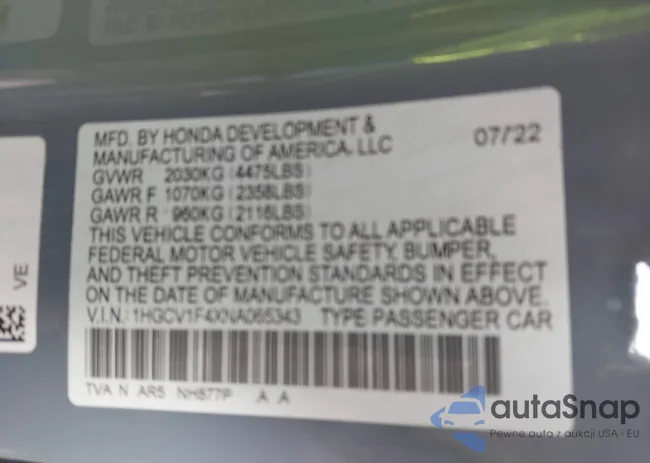 MFD. BY HONDA DEVELOPMENT &
MANUFACTURING OF AMERICA, LLC 07/22
GVWR 2030KG (4475LBS)
GAWR F 1070KG (2358LBS)
GAWR R 960KG (2116LBS)
THIS VEHICLE CONFORMS TO ALL APPLICABLE
FEDERAL MOTOR VEHICLE SAFETY, BUMPER,
AND THEFT PREVENTION STANDARDS IN EFFECT
ON THE DATE OF MANUFACTURE SHOWN ABOVE.
V.I.N.: 1HGCV1F4XNA065343 TYPE PASSENGER CAR
TVA N AR5 NH877P A A
VE
autaSnap
Pewne auta z aukcji USA i EU